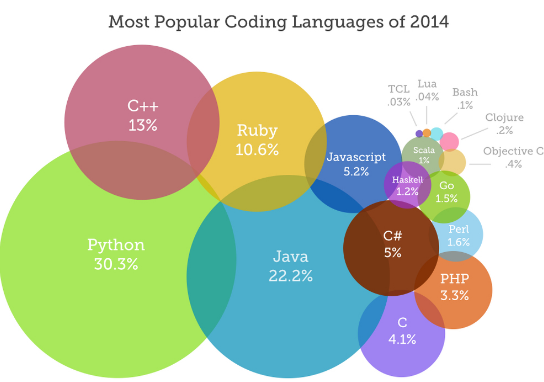 Most Popular Coding Languages of 2014
C++
13%
Ruby
10.6%
Javascript
5.2%
TCL
.03%
Lua
.04%
Bash
.1%
Clojure
.2%
Objective C
.4%
Scala
1%
Haskell
1.2%
Go
1.5%
Python
30.3%
Java
22.2%
C#
5%
Perl
1.6%
PHP
3.3%
C
4.1%